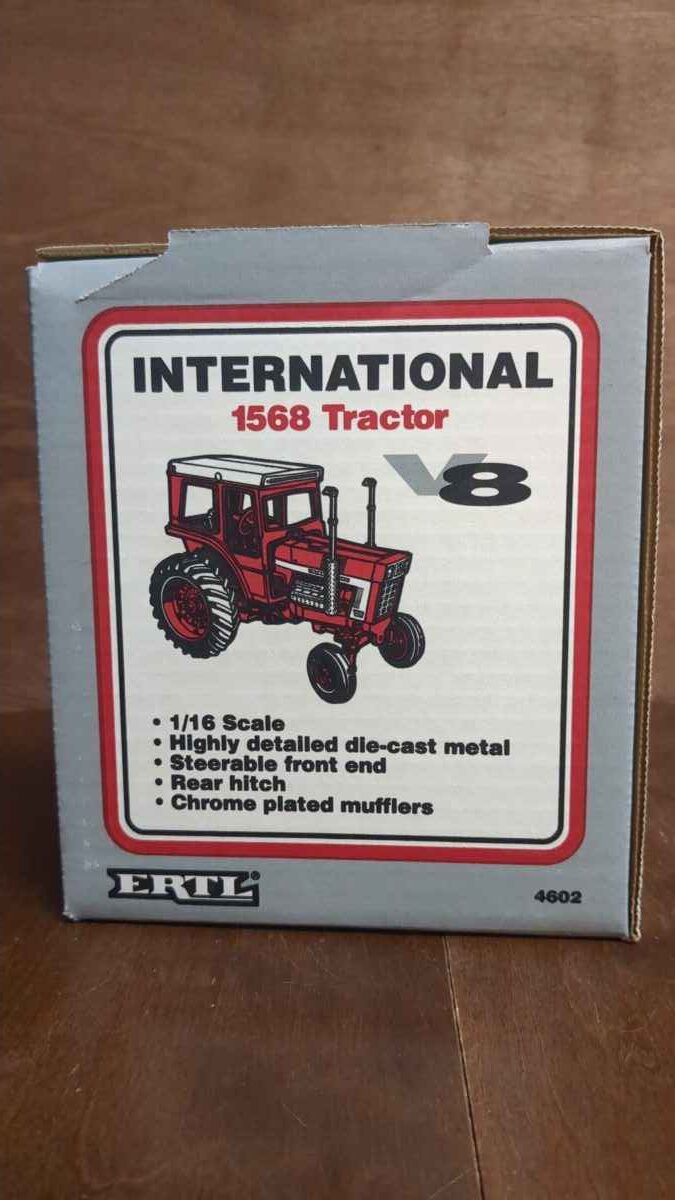 INTERNATIONAL
1568 Tractor
V8
• 1/16 Scale
• Highly detailed die-cast metal
• Steerable front end
• Rear hitch
• Chrome plated mufflers
ERTL®
4602